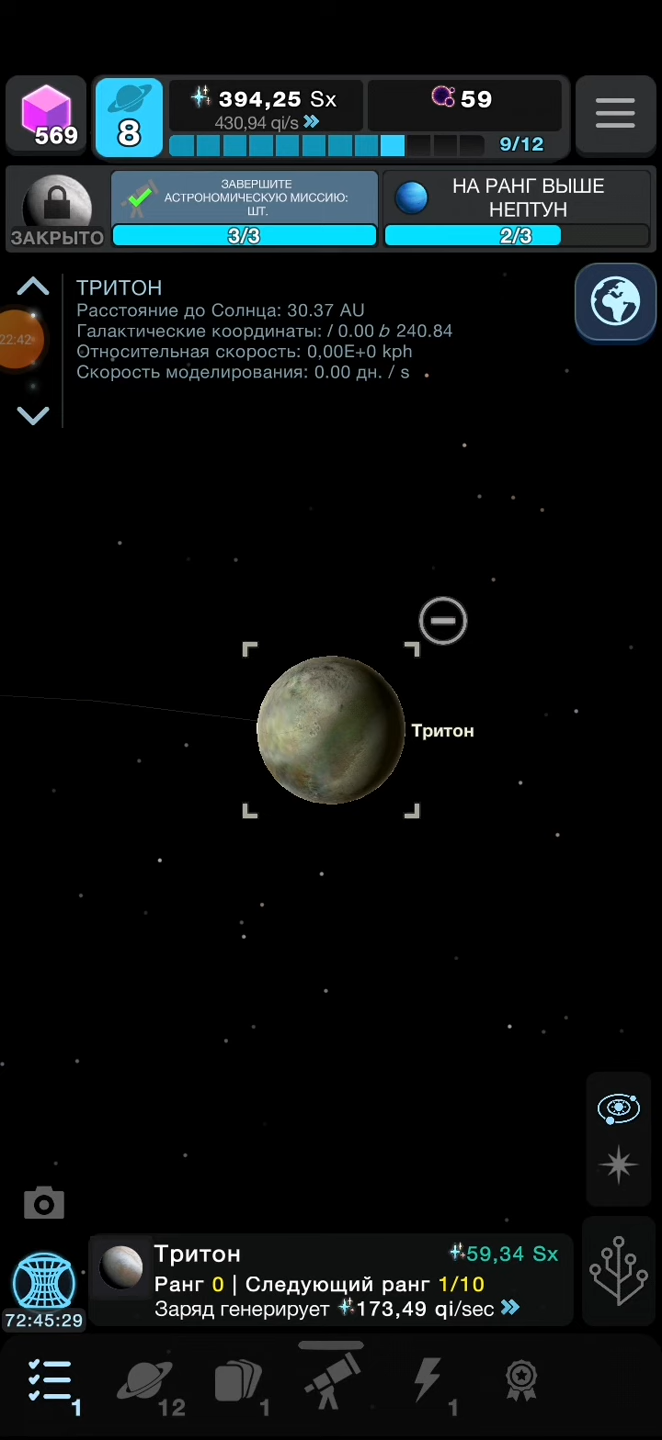 569
8
394,25 Sx
430,94 qi/s
59
9/12
ЗАКРЫТО
ЗАВЕРШИТЕ
АСТРОНОМИЧЕСКУЮ МИССИЮ:
ШТ.
3/3
НА РАНГ ВЫШЕ
НЕПТУН
2/3
ТРИТОН
Расстояние до Солнца: 30.37 AU
Галактические координаты: l 0.00 b 240.84
Относительная скорость: 0,00E+0 kph
Скорость моделирования: 0.00 дн. / s
22:42
Тритон
Тритон
59,34 Sx
Ранг 0 | Следующий ранг 1/10
Заряд генерирует 173,49 qi/sec
72:45:29
1
12
1
1